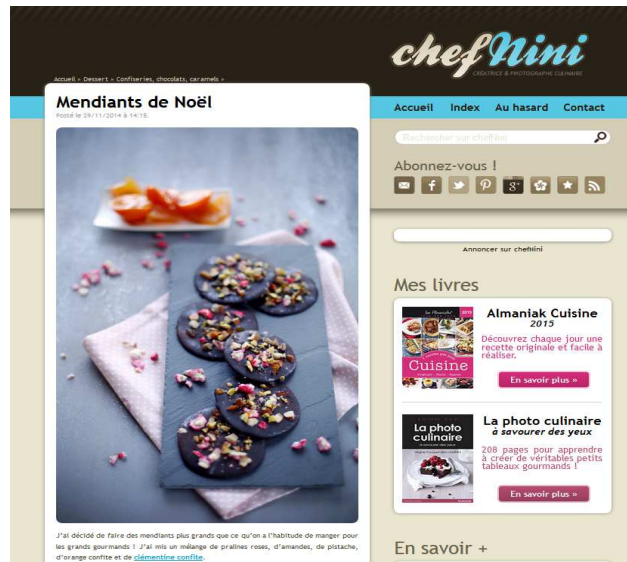 chefNini
CRÉATRICE & PHOTOGRAPHE CULINAIRE
Accueil » Dessert » Confiseries, chocolats, caramels »
Mendiants de Noël
Posté le 29/11/2014 à 14:15.
Accueil Index Au hasard Contact
Rechercher sur chefNini
Abonnez-vous !
Annoncer sur chefNini
Mes livres
Almaniak Cuisine
2015
Découvrez chaque jour une
recette originale et facile à
réaliser.
En savoir plus »
Cuisine
2015
La photo culinaire
à savourer des yeux
208 pages pour apprendre
à créer de véritables petits
tableaux gourmands !
En savoir plus »
La photo
culinaire
J'ai décidé de faire des mendiants plus grands que ce qu'on a l'habitude de manger pour
les grands gourmands ! J'ai mis un mélange de pralines roses, d'amandes, de pistache,
d'orange confite et de clémentine confite.
En savoir +